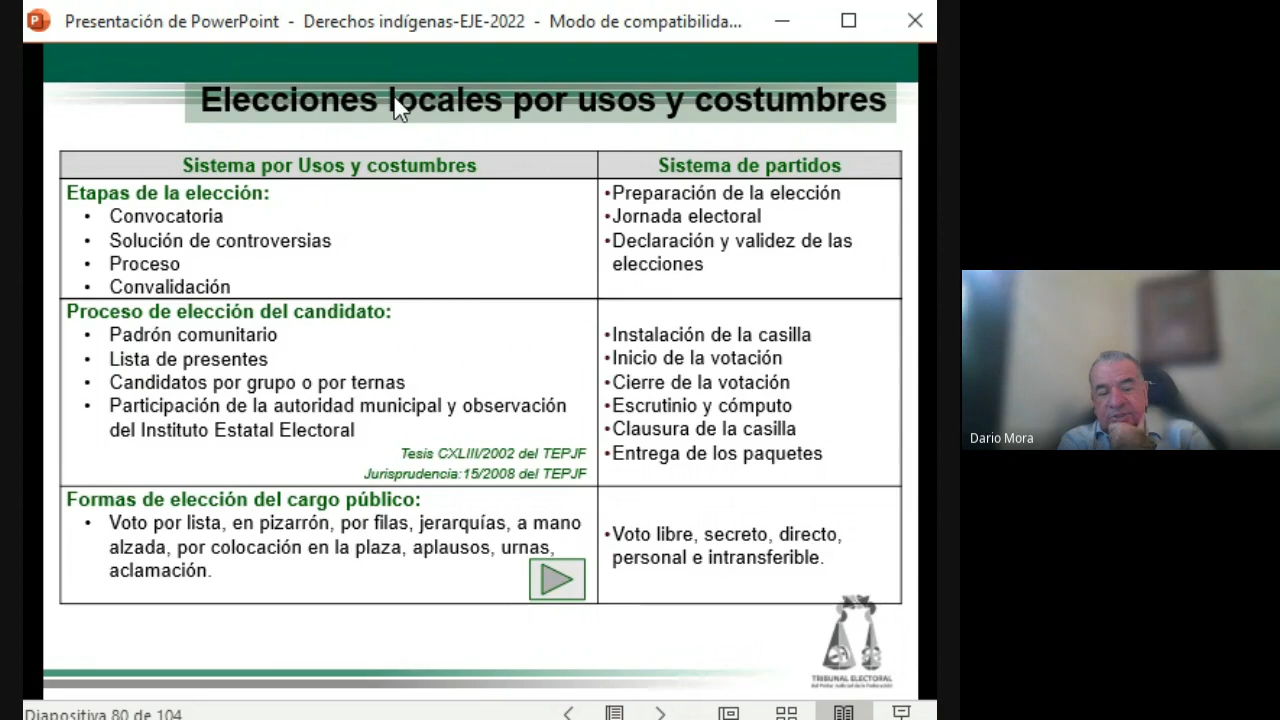 Presentación de PowerPoint - Derechos indígenas-EJE-2022 - Modo de compatibilida...
Elecciones locales por usos y costumbres
Sistema por Usos y costumbres
Sistema de partidos
Etapas de la elección:
• Convocatoria
• Solución de controversias
• Proceso
• Convalidación
•Preparación de la elección
•Jornada electoral
•Declaración y validez de las
elecciones
Proceso de elección del candidato:
• Padrón comunitario
• Lista de presentes
• Candidatos por grupo o por ternas
• Participación de la autoridad municipal y observación
del Instituto Estatal Electoral
Tesis CXLIII/2002 del TEPJF
Jurisprudencia:15/2008 del TEPJF
•Instalación de la casilla
•Inicio de la votación
•Cierre de la votación
•Escrutinio y cómputo
•Clausura de la casilla
•Entrega de los paquetes
Formas de elección del cargo público:
• Voto por lista, en pizarrón, por filas, jerarquías, a mano
alzada, por colocación en la plaza, aplausos, urnas,
aclamación.
•Voto libre, secreto, directo,
personal e intransferible.
TRIBUNAL ELECTORAL
del Poder Judicial de la Federación
Diapositiva 80 de 104
Dario Mora